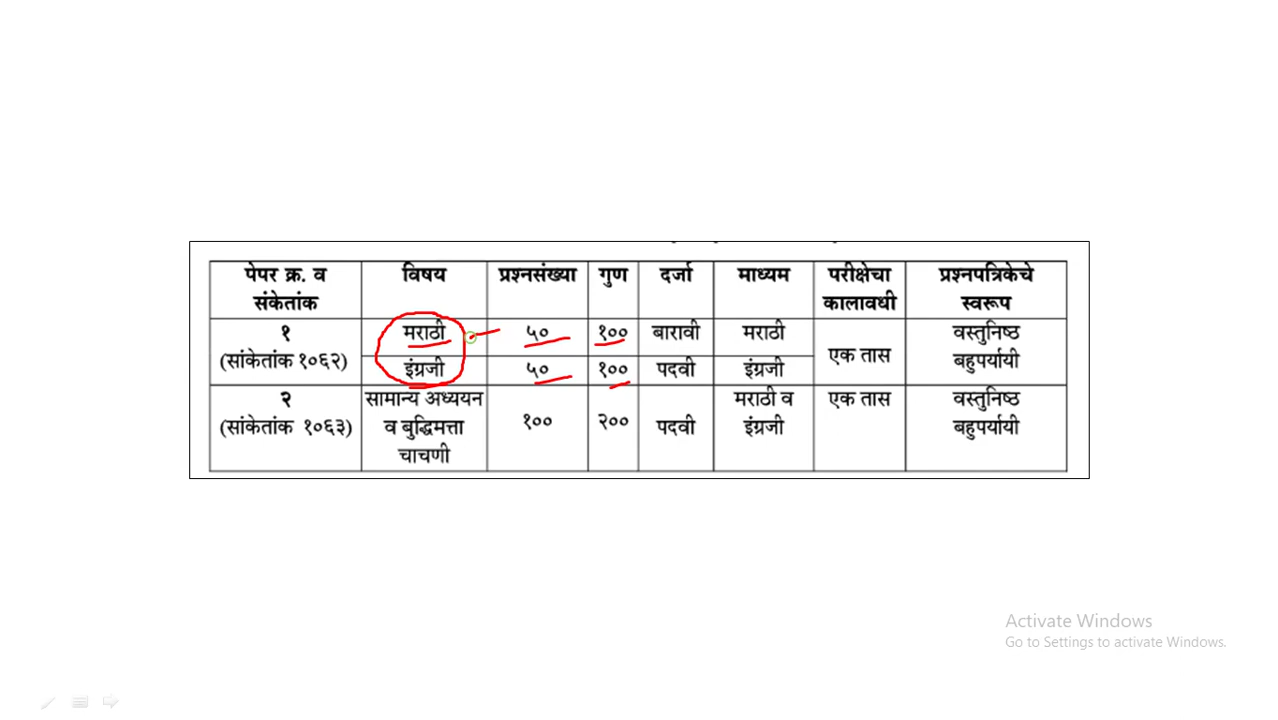 पेपर क्र. व संकेतांक विषय प्रश्नसंख्या गुण दर्जा माध्यम परीक्षेचा कालावधी प्रश्नपत्रिकेचे स्वरूप
१ (सांकेतांक १०६२) मराठी ५० १०० बारावी मराठी एक तास वस्तुनिष्ठ बहुपर्यायी
इंग्रजी ५० १०० पदवी इंग्रजी
२ (सांकेतांक १०६३) सामान्य अध्ययन व बुद्धिमत्ता चाचणी १०० २०० पदवी मराठी व इंग्रजी एक तास वस्तुनिष्ठ बहुपर्यायी
Activate Windows
Go to Settings to activate Windows.